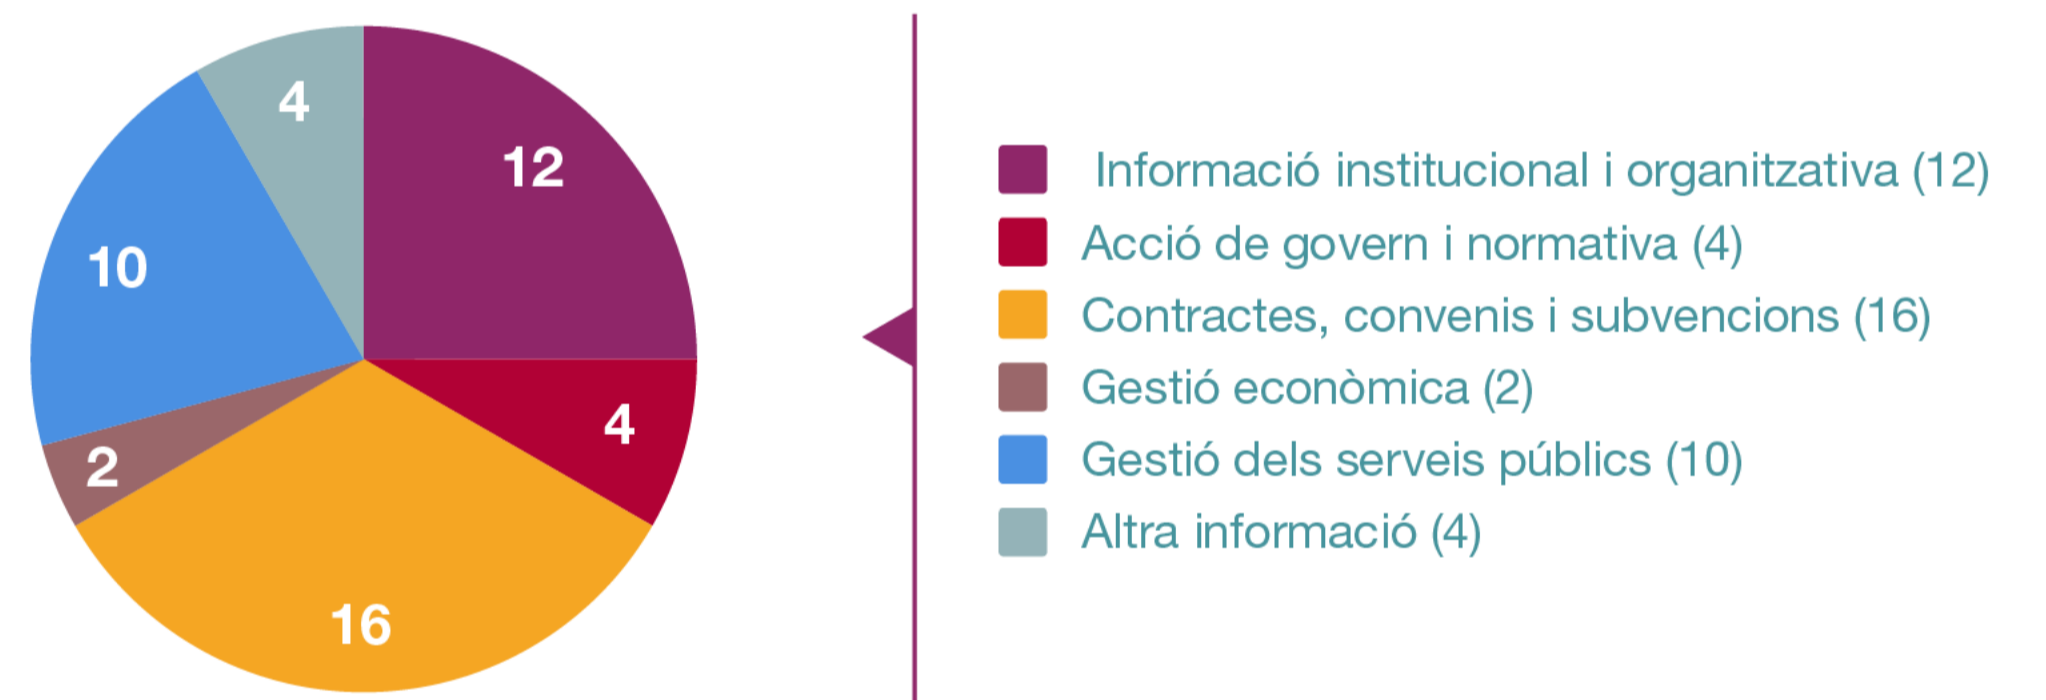 4
12
10
4
2
16
Informació institucional i organitzativa (12)
Acció de govern i normativa (4)
Contractes, convenis i subvencions (16)
Gestió econòmica (2)
Gestió dels serveis públics (10)
Altra informació (4)